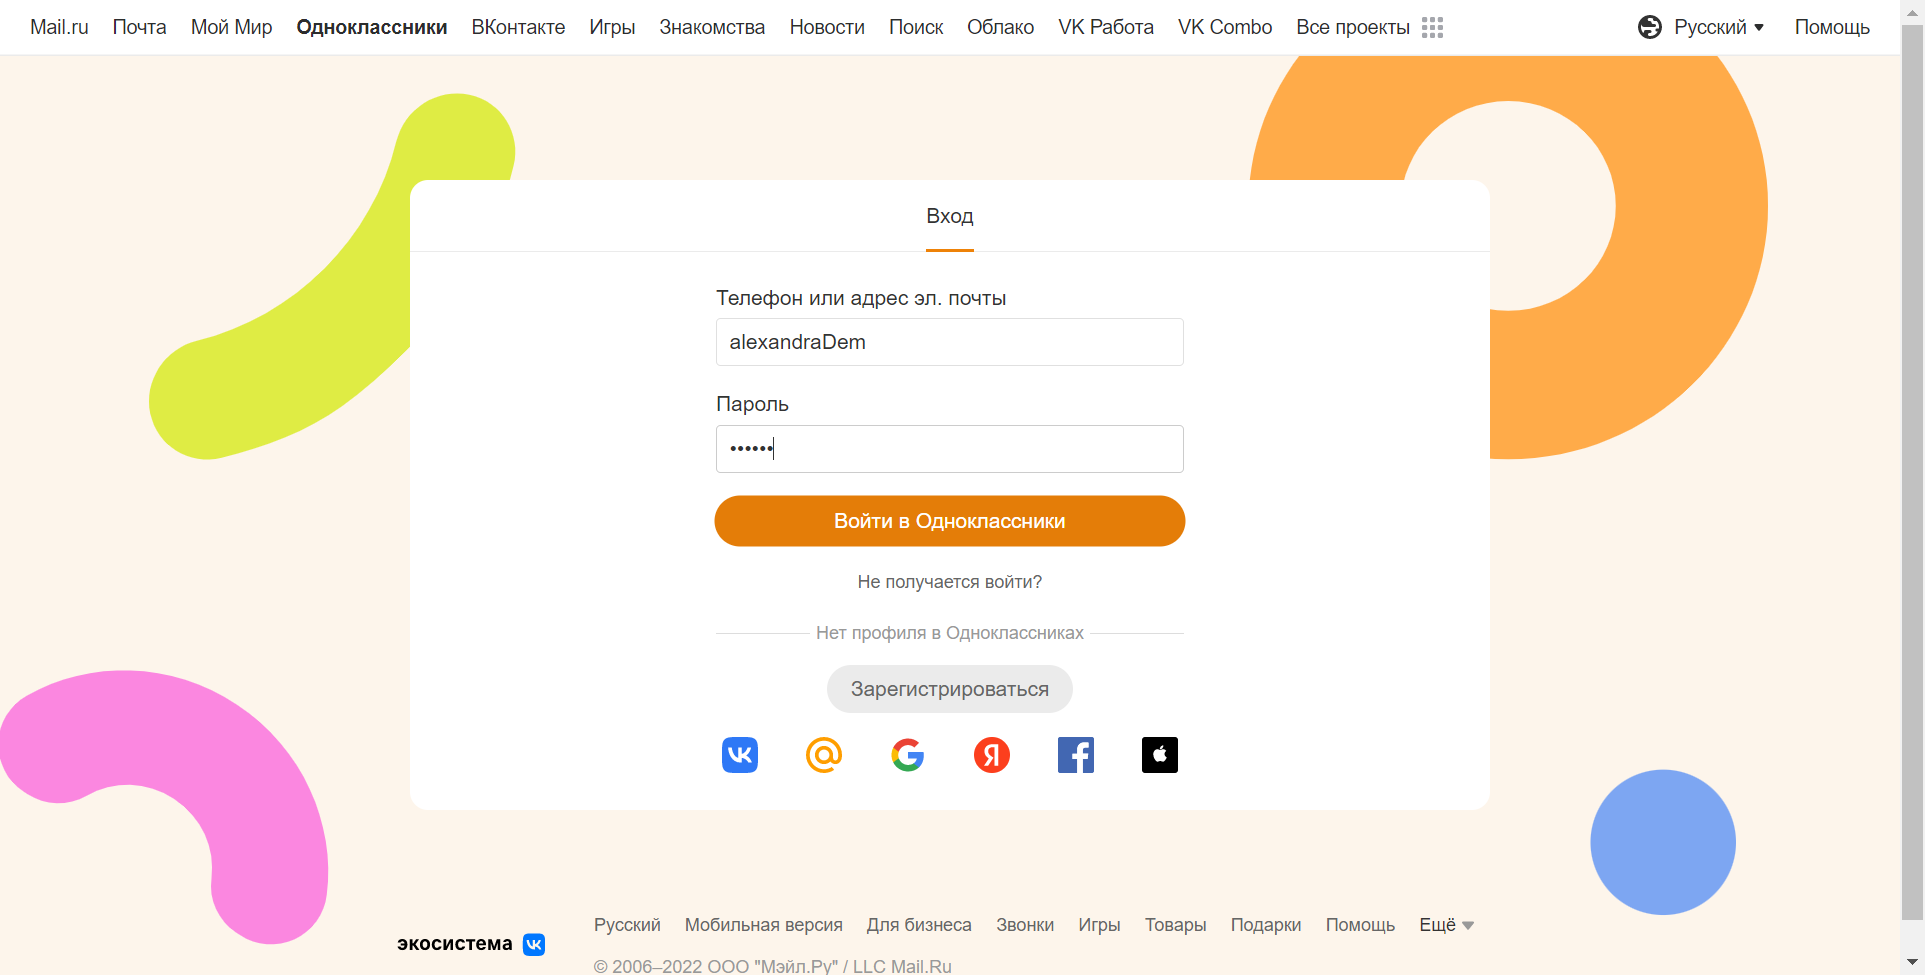 Mail.ru Почта Мой Мир Одноклассники ВКонтакте Игры Знакомства Новости Поиск Облако VK Работа VK Combo Все проекты Русский Помощь
Вход
Телефон или адрес эл. почты
alexandraDem
Пароль
••••••
Войти в Одноклассники
Не получается войти?
Нет профиля в Одноклассниках
Зарегистрироваться
экосистема
Русский Мобильная версия Для бизнеса Звонки Игры Товары Подарки Помощь Ещё
© 2006–2022 ООО "Мэйл.Ру" / LLC Mail.Ru